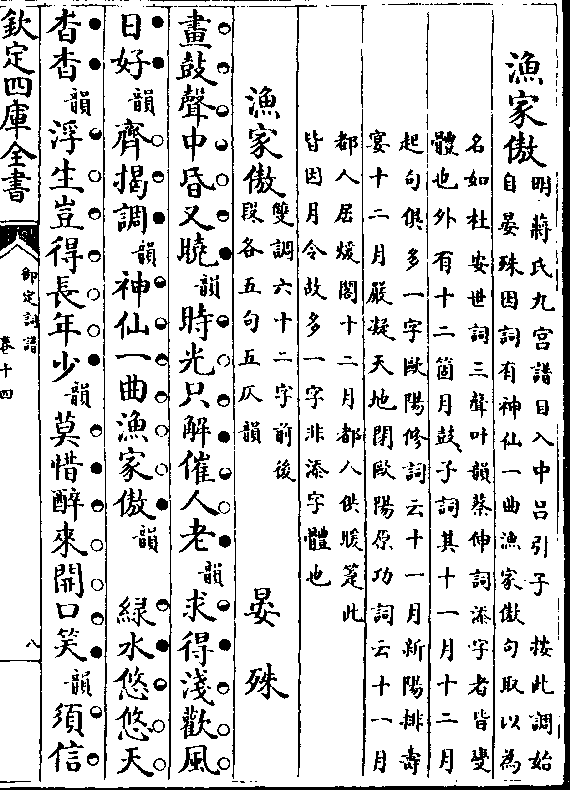 漁家傲
明蔣氏九宫譜目入中吕引子　按此調始
自晏殊因詞有神仙一曲漁家傲句取以為
名如杜安世詞三聲叶韻蔡伸詞添字者皆變
體也外有十二箇月鼓子詞其十一月十二月
起句俱多一字歐陽修詞云十一月新陽排壽
宴十二月嚴凝天地閉歐陽原功詞云十一月
都人居煖閣十二月都人供暖箑此
皆因月令故多一字非添字體也
漁家傲
雙調六十二字前後
段各五句五仄韻
晏殊
畫鼓聲中昏又曉韻時光只解催人老韻求得淺歡風
日好韻齊揭調韻神仙一曲漁家傲韻　綠水悠悠天
杳杳韻浮生豈得長年少韻莫惜醉來開口笑韻須信
欽定四庫全書
御定詞譜
卷十四
八